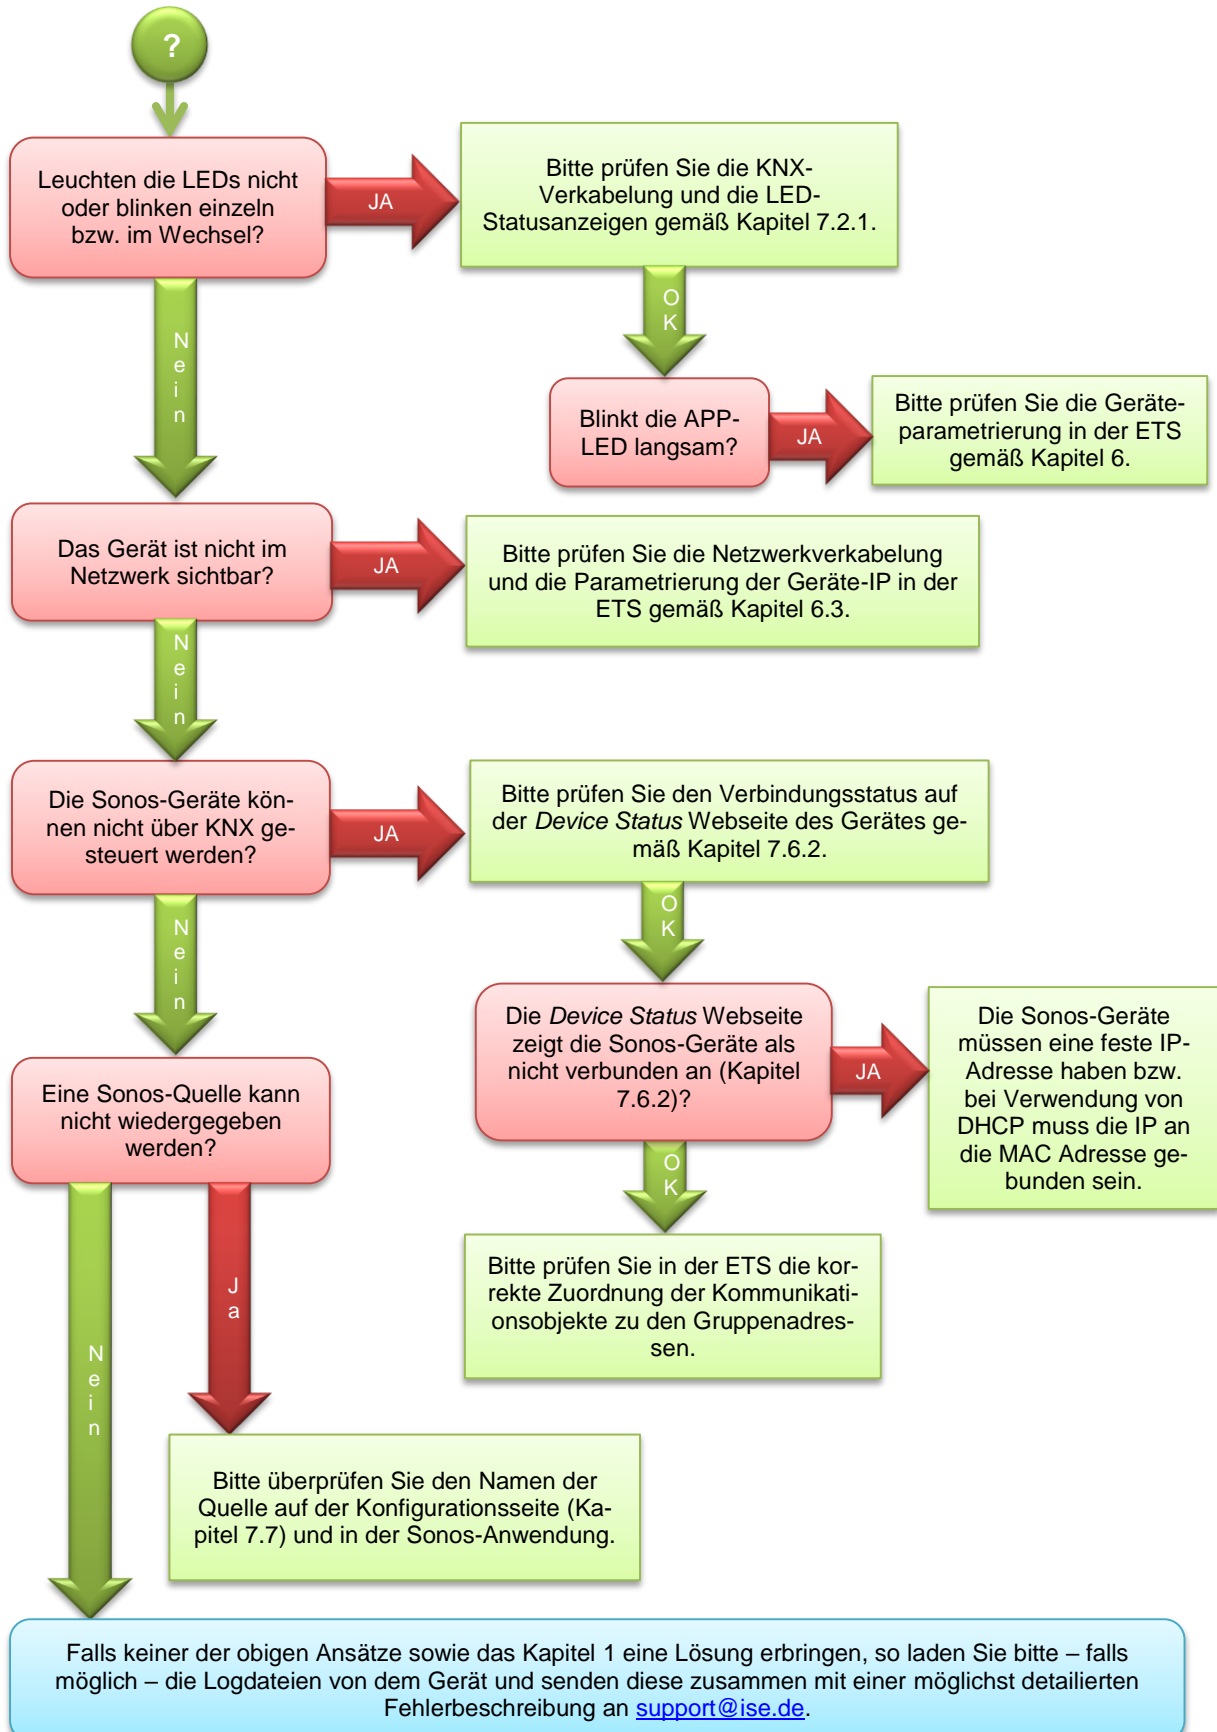 ?
Leuchten die LEDs nicht
oder blinken einzeln
bzw. im Wechsel?
JA
Bitte prüfen Sie die KNX-
Verkabelung und die LED-
Statusanzeigen gemäß Kapitel 7.2.1.
Nein
OK
Blinkt die APP-
LED langsam?
JA
Bitte prüfen Sie die Geräte-
parametrierung in der ETS
gemäß Kapitel 6.
Das Gerät ist nicht im
Netzwerk sichtbar?
JA
Bitte prüfen Sie die Netzwerkverkabelung
und die Parametrierung der Geräte-IP in der
ETS gemäß Kapitel 6.3.
Nein
Die Sonos-Geräte kön-
nen nicht über KNX ge-
steuert werden?
JA
Bitte prüfen Sie den Verbindungsstatus auf
der Device Status Webseite des Gerätes ge-
mäß Kapitel 7.6.2.
Nein
OK
Die Device Status Webseite
zeigt die Sonos-Geräte als
nicht verbunden an (Kapitel
7.6.2)?
JA
Die Sonos-Geräte
müssen eine feste IP-
Adresse haben bzw.
bei Verwendung von
DHCP muss die IP an
die MAC Adresse ge-
bunden sein.
Eine Sonos-Quelle kann
nicht wiedergegeben
werden?
OK
Bitte prüfen Sie in der ETS die kor-
rekte Zuordnung der Kommunikati-
onsobjekte zu den Gruppenadres-
sen.
Ja
Nein
Bitte überprüfen Sie den Namen der
Quelle auf der Konfigurationsseite (Ka-
pitel 7.7) und in der Sonos-Anwendung.
Falls keiner der obigen Ansätze sowie das Kapitel 1 eine Lösung erbringen, so laden Sie bitte – falls
möglich – die Logdateien von dem Gerät und senden diese zusammen mit einer möglichst detailierten
Fehlerbeschreibung an support@ise.de.